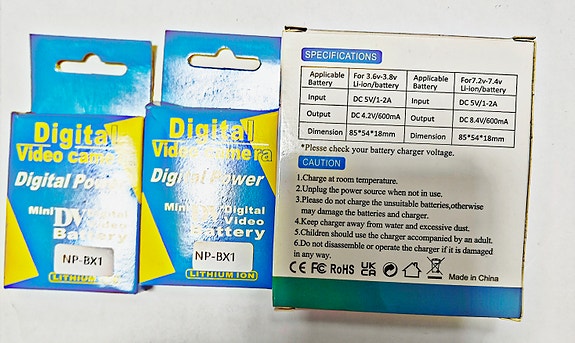 Digital
Video came
Digital Power
Mini DV Digital
Video
Battery
NP-BX1
LITHIUM ION
Digital
Video camera
Digital Power
Mini DV Digital
Video
Battery
NP-BX1
LITHIUM ION
SPECIFICATIONS
Applicable Battery For 3.6v-3.8v Li-ion/battery Applicable Battery For7.2v-7.4v Li-ion/battery
Input DC 5V/1-2A Input DC 5V/1-2A
Output DC 4.2V/600mA Output DC 8.4V/600mA
Dimension 85*54*18mm Dimension 85*54*18mm
*Please check your battery charger voltage.
CAUTION
1.Charge at room temperature.
2.Unplug the power source when not in use.
3.Please do not charge the unsuitable batteries,otherwise
may damage the batteries and charger.
4.Keep charger away from water and excessive dust.
5.Children should use the charger accompanied by an adult.
6.Do not disassemble or operate the charger if it is damaged
in any way.
CE FC RoHS UKCA Made in China